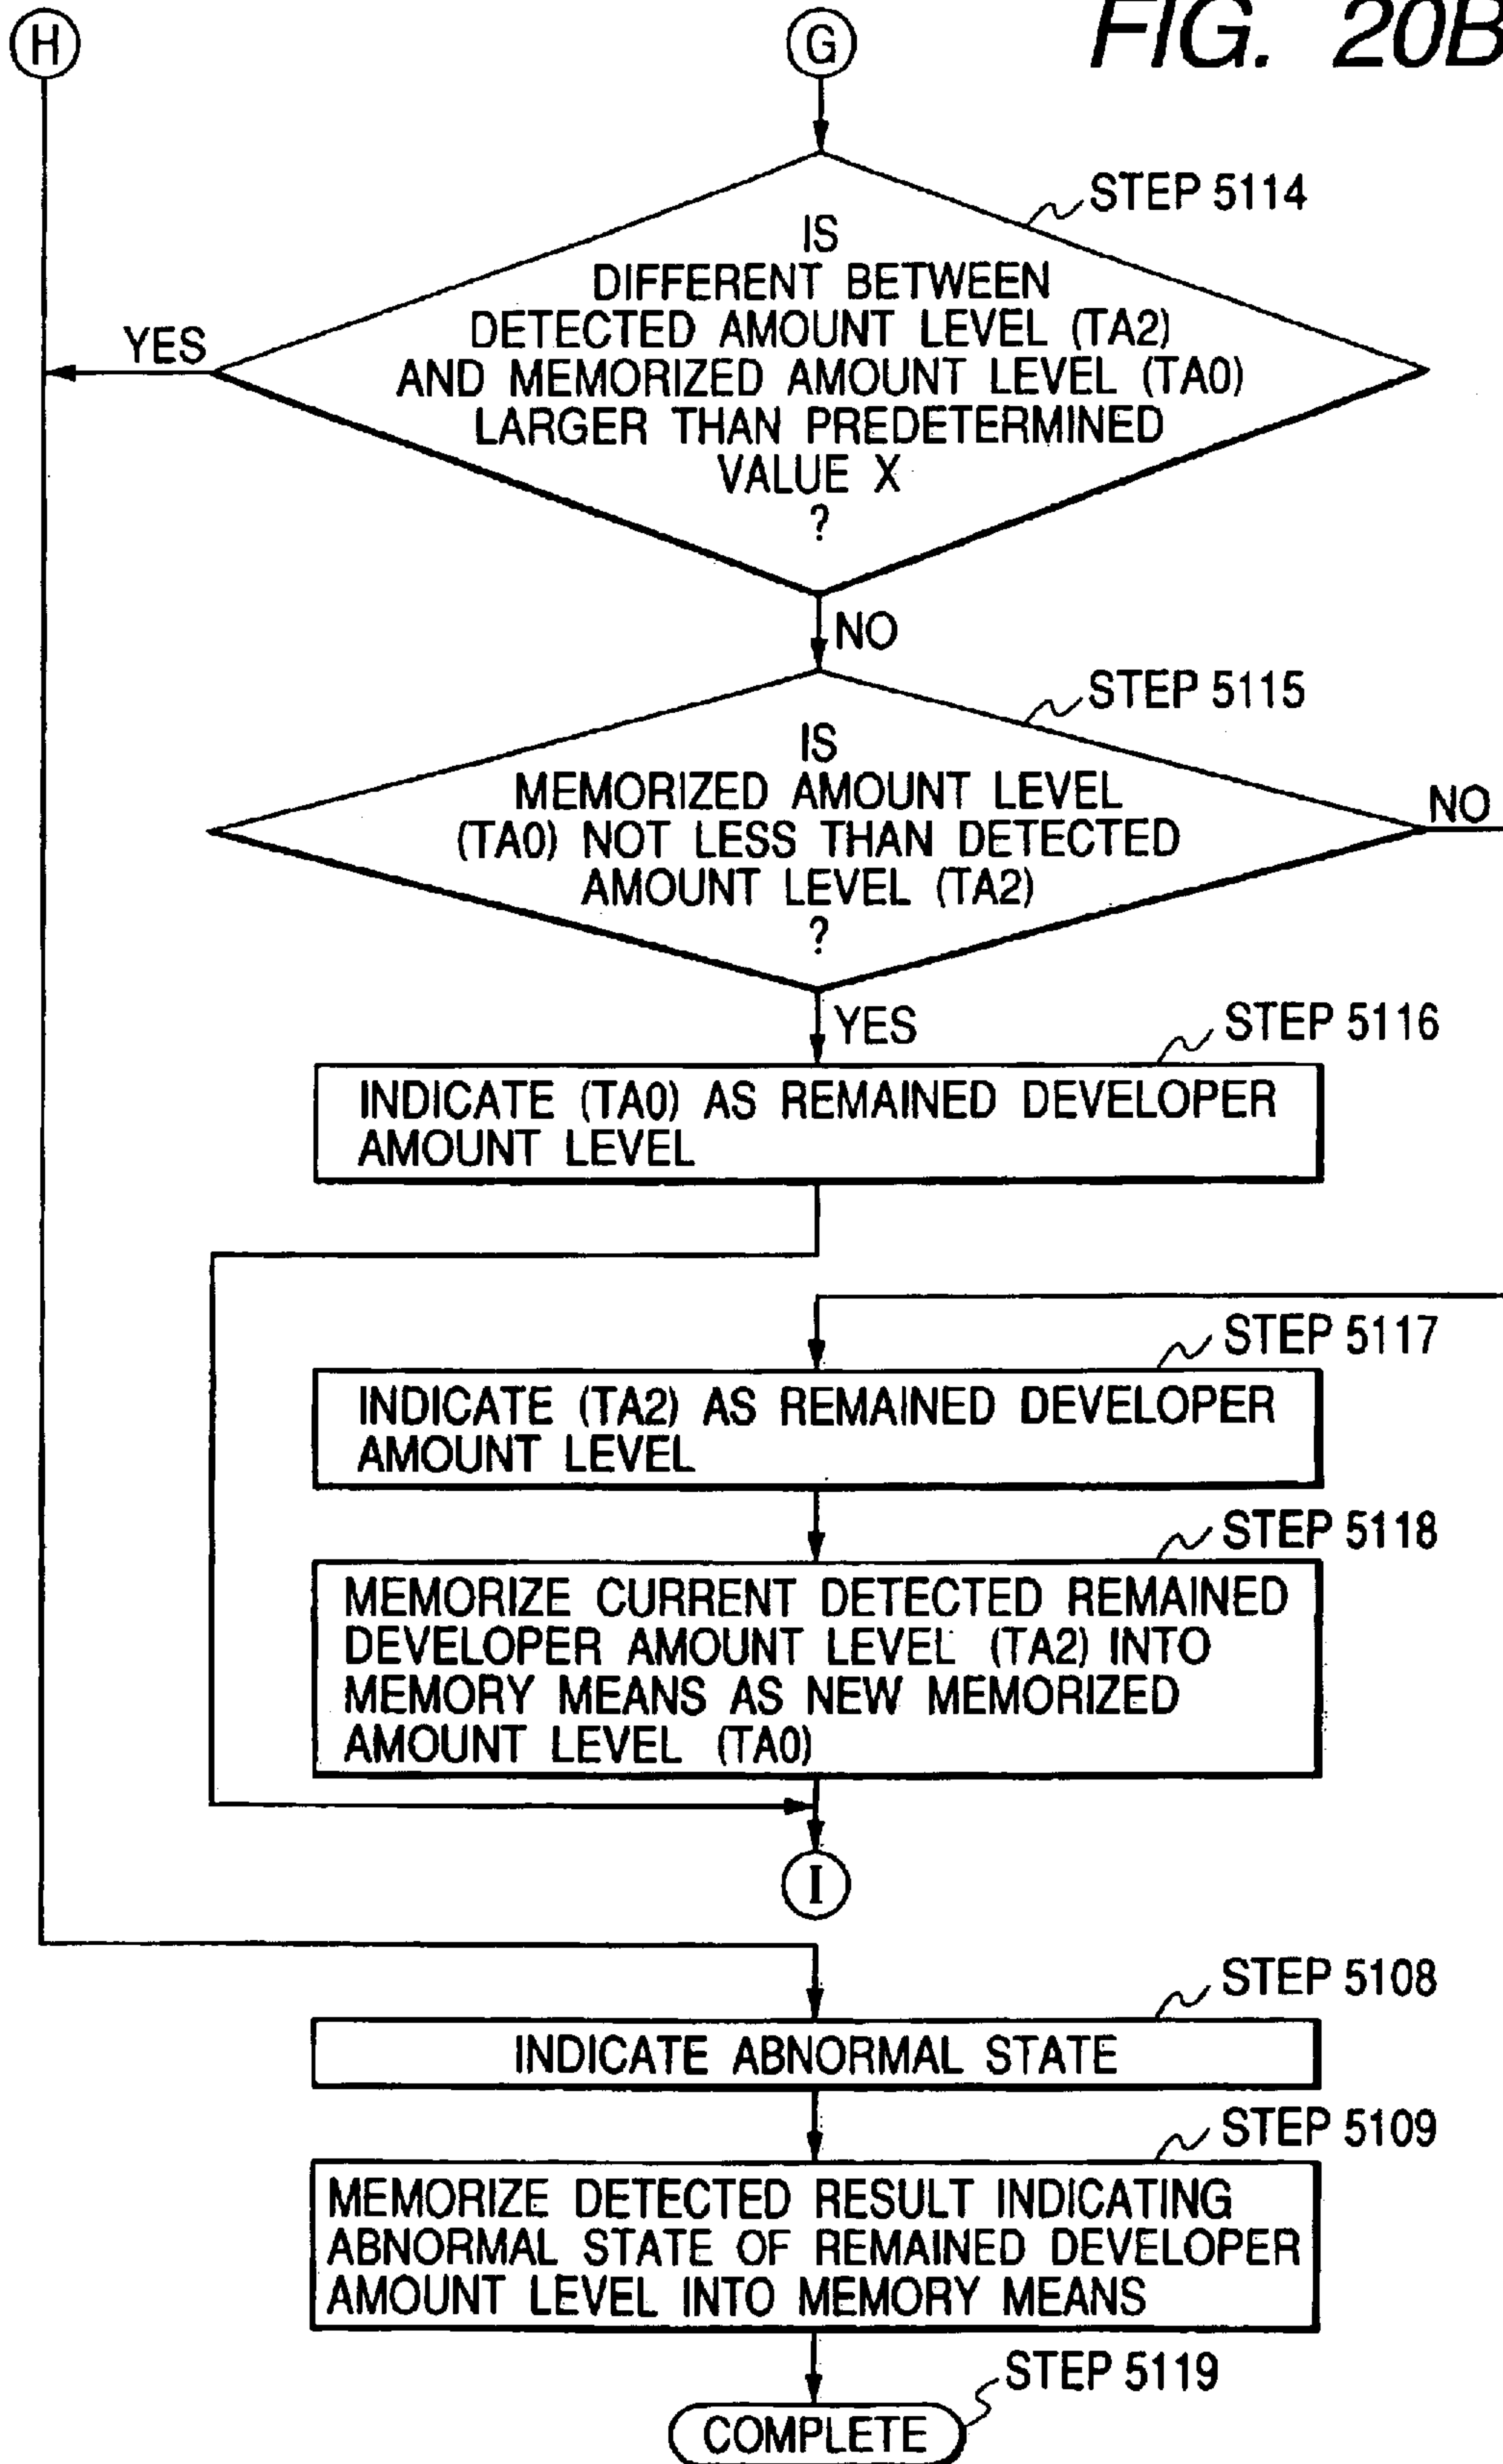 H
G
FIG. 20B
STEP 5114
IS
DIFFERENT BETWEEN
DETECTED AMOUNT LEVEL (TA2)
AND MEMORIZED AMOUNT LEVEL (TA0)
LARGER THAN PREDETERMINED
VALUE X
?
YES
NO
STEP 5115
IS
MEMORIZED AMOUNT LEVEL
(TA0) NOT LESS THAN DETECTED
AMOUNT LEVEL (TA2)
?
NO
YES
STEP 5116
INDICATE (TA0) AS REMAINED DEVELOPER
AMOUNT LEVEL
STEP 5117
INDICATE (TA2) AS REMAINED DEVELOPER
AMOUNT LEVEL
STEP 5118
MEMORIZE CURRENT DETECTED REMAINED
DEVELOPER AMOUNT LEVEL (TA2) INTO
MEMORY MEANS AS NEW MEMORIZED
AMOUNT LEVEL (TA0)
I
STEP 5108
INDICATE ABNORMAL STATE
STEP 5109
MEMORIZE DETECTED RESULT INDICATING
ABNORMAL STATE OF REMAINED DEVELOPER
AMOUNT LEVEL INTO MEMORY MEANS
STEP 5119
COMPLETE